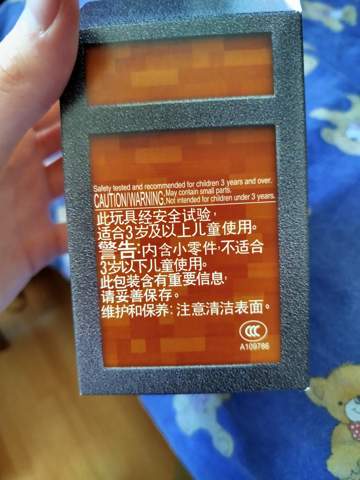 Safety tested and recommended for children 3 years and over.
CAUTION/WARNING: May contain small parts.
Not intended for children under 3 years.
此玩具经安全试验,
适合3岁及以上儿童使用。
警告:内含小零件,不适合
3岁以下儿童使用。
此包装含有重要信息,
请妥善保存。
维护和保养: 注意清洁表面。
CCC
A109786